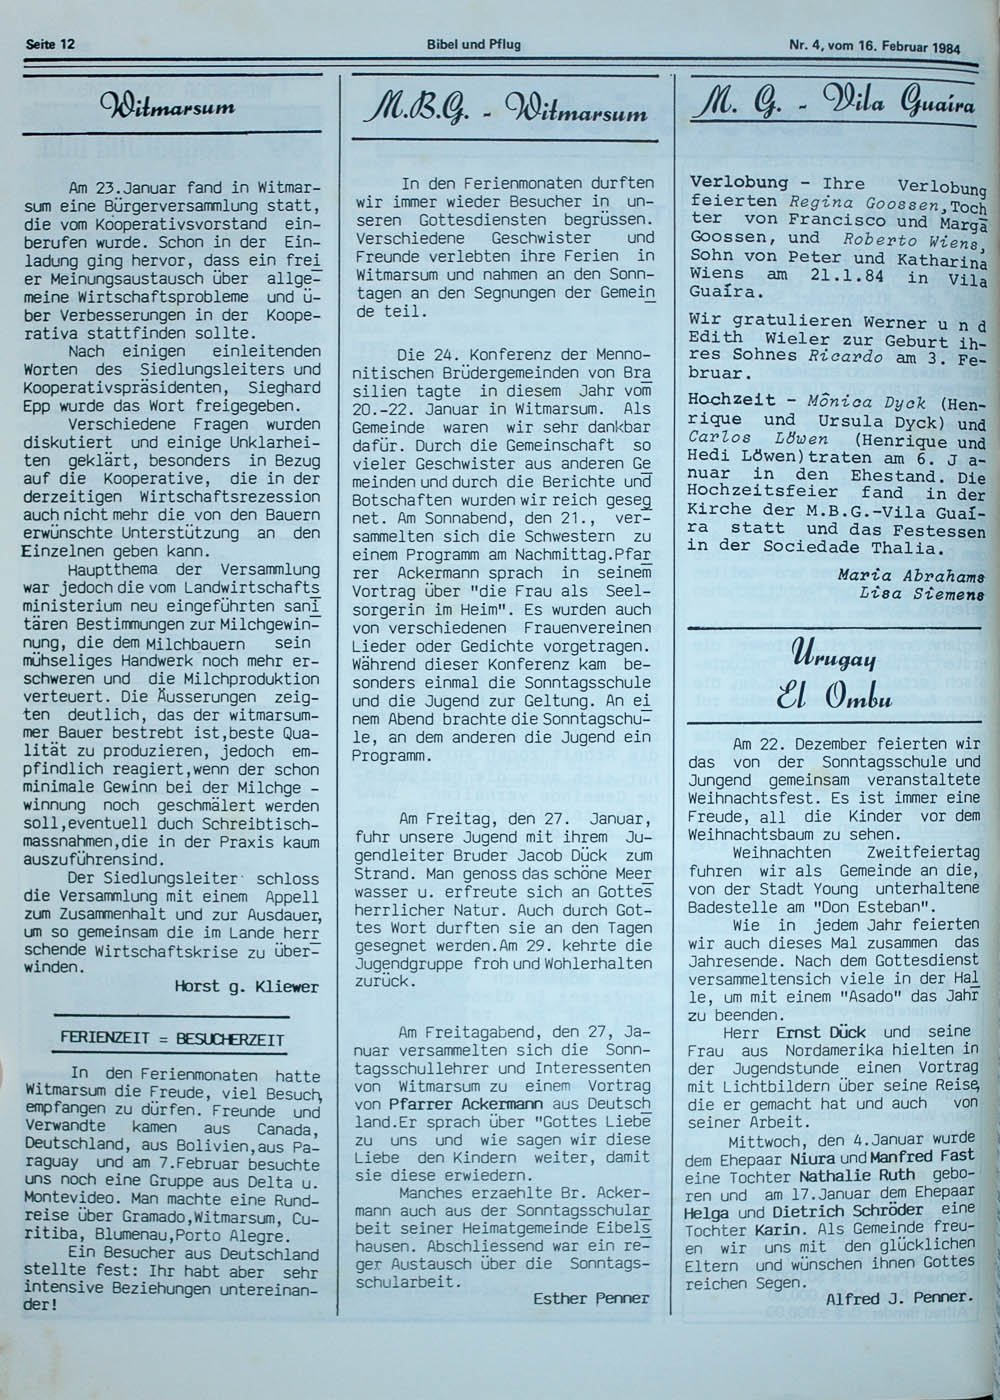 Seite 12
Bibel und Pflug
Nr. 4, vom 16. Februar 1984
Witmarsum
Am 23.Januar fand in Witmar-
sum eine Bürgerversammlung statt,
die vom Kooperativsvorstand ein-
berufen wurde. Schon in der Ein-
ladung ging hervor, dass ein frei
er Meinungsaustausch über allge-
meine Wirtschaftsprobleme und ü-
ber Verbesserungen in der Koope-
rativa stattfinden sollte.
Nach einigen einleitenden
Worten des Siedlungsleiters und
Kooperativspräsidenten, Sieghard
Epp wurde das Wort freigegeben.
Verschiedene Fragen wurden
diskutiert und einige Unklarhei-
ten geklärt, besonders in Bezug
auf die Kooperative, die in der
derzeitigen Wirtschaftsrezession
auch nicht mehr die von den Bauern
erwünschte Unterstützung an den
Einzelnen geben kann.
Hauptthema der Versammlung
war jedoch die vom Landwirtschafts
ministerium neu eingeführten sani
tären Bestimmungen zur Milchgewin-
nung, die dem Milchbauern sein
mühseliges Handwerk noch mehr er-
schweren und die Milchproduktion
verteuert. Die Äusserungen zeig-
ten deutlich, das der witmarsum-
mer Bauer bestrebt ist,beste Qua-
lität zu produzieren, jedoch em-
pfindlich reagiert,wenn der schon
minimale Gewinn bei der Milchge -
winnung noch geschmälert werden
soll,eventuell duch Schreibtisch-
massnahmen,die in der Praxis kaum
auszuführensind.
Der Siedlungsleiter schloss
die Versammlung mit einem Appell
zum Zusammenhalt und zur Ausdauer,
um so gemeinsam die im Lande herr
schende Wirtschaftskrise zu über-
winden.
Horst g. Kliewer
FERIENZEIT = BESUCHERZEIT
In den Ferienmonaten hatte
Witmarsum die Freude, viel Besuch,
empfangen zu dürfen. Freunde und
Verwandte kamen aus Canada,
Deutschland, aus Bolivien,aus Pa-
raguay und am 7.Februar besuchte
uns noch eine Gruppe aus Delta u.
Montevideo. Man machte eine Rund-
reise über Gramado,Witmarsum, Cu-
ritiba, Blumenau,Porto Alegre.
Ein Besucher aus Deutschland
stellte fest: Ihr habt aber sehr
intensive Beziehungen untereinan-
der!
M.B.G. - Witmarsum
In den Ferienmonaten durften
wir immer wieder Besucher in un-
seren Gottesdiensten begrüssen.
Verschiedene Geschwister und
Freunde verlebten ihre Ferien in
Witmarsum und nahmen an den Sonn-
tagen an den Segnungen der Gemein
de teil.
Die 24. Konferenz der Menno-
nitischen Brüdergemeinden von Bra
silien tagte in diesem Jahr vom
20.-22. Januar in Witmarsum. Als
Gemeinde waren wir sehr dankbar
dafür. Durch die Gemeinschaft so
vieler Geschwister aus anderen Ge
meinden und durch die Berichte und
Botschaften wurden wir reich geseg
net. Am Sonnabend, den 21., ver-
sammelten sich die Schwestern zu
einem Programm am Nachmittag.Pfar
rer Ackermann sprach in seinem
Vortrag über "die Frau als Seel-
sorgerin im Heim". Es wurden auch
von verschiedenen Frauenvereinen
Lieder oder Gedichte vorgetragen.
Während dieser Konferenz kam be-
sonders einmal die Sonntagsschule
und die Jugend zur Geltung. An ei
nem Abend brachte die Sonntagschu-
le, an dem anderen die Jugend ein
Programm.
Am Freitag, den 27. Januar,
fuhr unsere Jugend mit ihrem Ju-
gendleiter Bruder Jacob Dück zum
Strand. Man genoss das schöne Meer
wasser u. erfreute sich an Gottes
herrlicher Natur. Auch durch Got-
tes Wort durften sie an den Tagen
gesegnet werden.Am 29. kehrte die
Jugendgruppe froh und Wohlerhalten
zurück.
Am Freitagabend, den 27, Ja-
nuar versammelten sich die Sonn-
tagsschullehrer und Interessenten
von Witmarsum zu einem Vortrag
von Pfarrer Ackermann aus Deutsch
land.Er sprach über "Gottes Liebe
zu uns und wie sagen wir diese
Liebe den Kindern weiter, damit
sie diese erwiedern.
Manches erzaehlte Br. Acker-
mann auch aus der Sonntagsschular
beit seiner Heimatgemeinde Eibels
hausen. Abschliessend war ein re-
ger Austausch über die Sonntags-
schularbeit.
Esther Penner
M. G. - Vila Guaira
Verlobung - Ihre Verlobung
feierten Regina Goossen,Toch
ter von Francisco und Marga
Goossen, und Roberto Wiens,
Sohn von Peter und Katharina
Wiens am 21.1.84 in Vila
Guaíra.
Wir gratulieren Werner und
Edith Wieler zur Geburt ih-
res Sohnes Ricardo am 3. Fe-
bruar.
Hochzeit - Mônica Dyck (Hen-
rique und Ursula Dyck) und
Carlos Löwen (Henrique und
Hedi Löwen)traten am 6. Ja-
nuar in den Ehestand. Die
Hochzeitsfeier fand in der
Kirche der M.B.G.-Vila Guaí-
ra statt und das Festessen
in der Sociedade Thalia.
Maria Abrahams
Lisa Siemens
Urugay
El Ombu
Am 22. Dezember feierten wir
das von der Sonntagsschule und
Jungend gemeinsam veranstaltete
Weihnachtsfest. Es ist immer eine
Freude, all die Kinder vor dem
Weihnachtsbaum zu sehen.
Weihnachten Zweitfeiertag
fuhren wir als Gemeinde an die,
von der Stadt Young unterhaltene
Badestelle am "Don Esteban".
Wie in jedem Jahr feierten
wir auch dieses Mal zusammen das
Jahresende. Nach dem Gottesdienst
versammeltensich viele in der Hal
le, um mit einem "Asado" das Jahr
zu beenden.
Herr Ernst Dück und seine
Frau aus Nordamerika hielten in
der Jugendstunde einen Vortrag
mit Lichtbildern über seine Reise,
die er gemacht hat und auch von
seiner Arbeit.
Mittwoch, den 4.Januar wurde
dem Ehepaar Niura und Manfred Fast
eine Tochter Nathalie Ruth gebo-
ren und am 17.Januar dem Ehepaar
Helga und Dietrich Schröder eine
Tochter Karin. Als Gemeinde freu-
en wir uns mit den glücklichen
Eltern und wünschen ihnen Gottes
reichen Segen.
Alfred J. Penner.